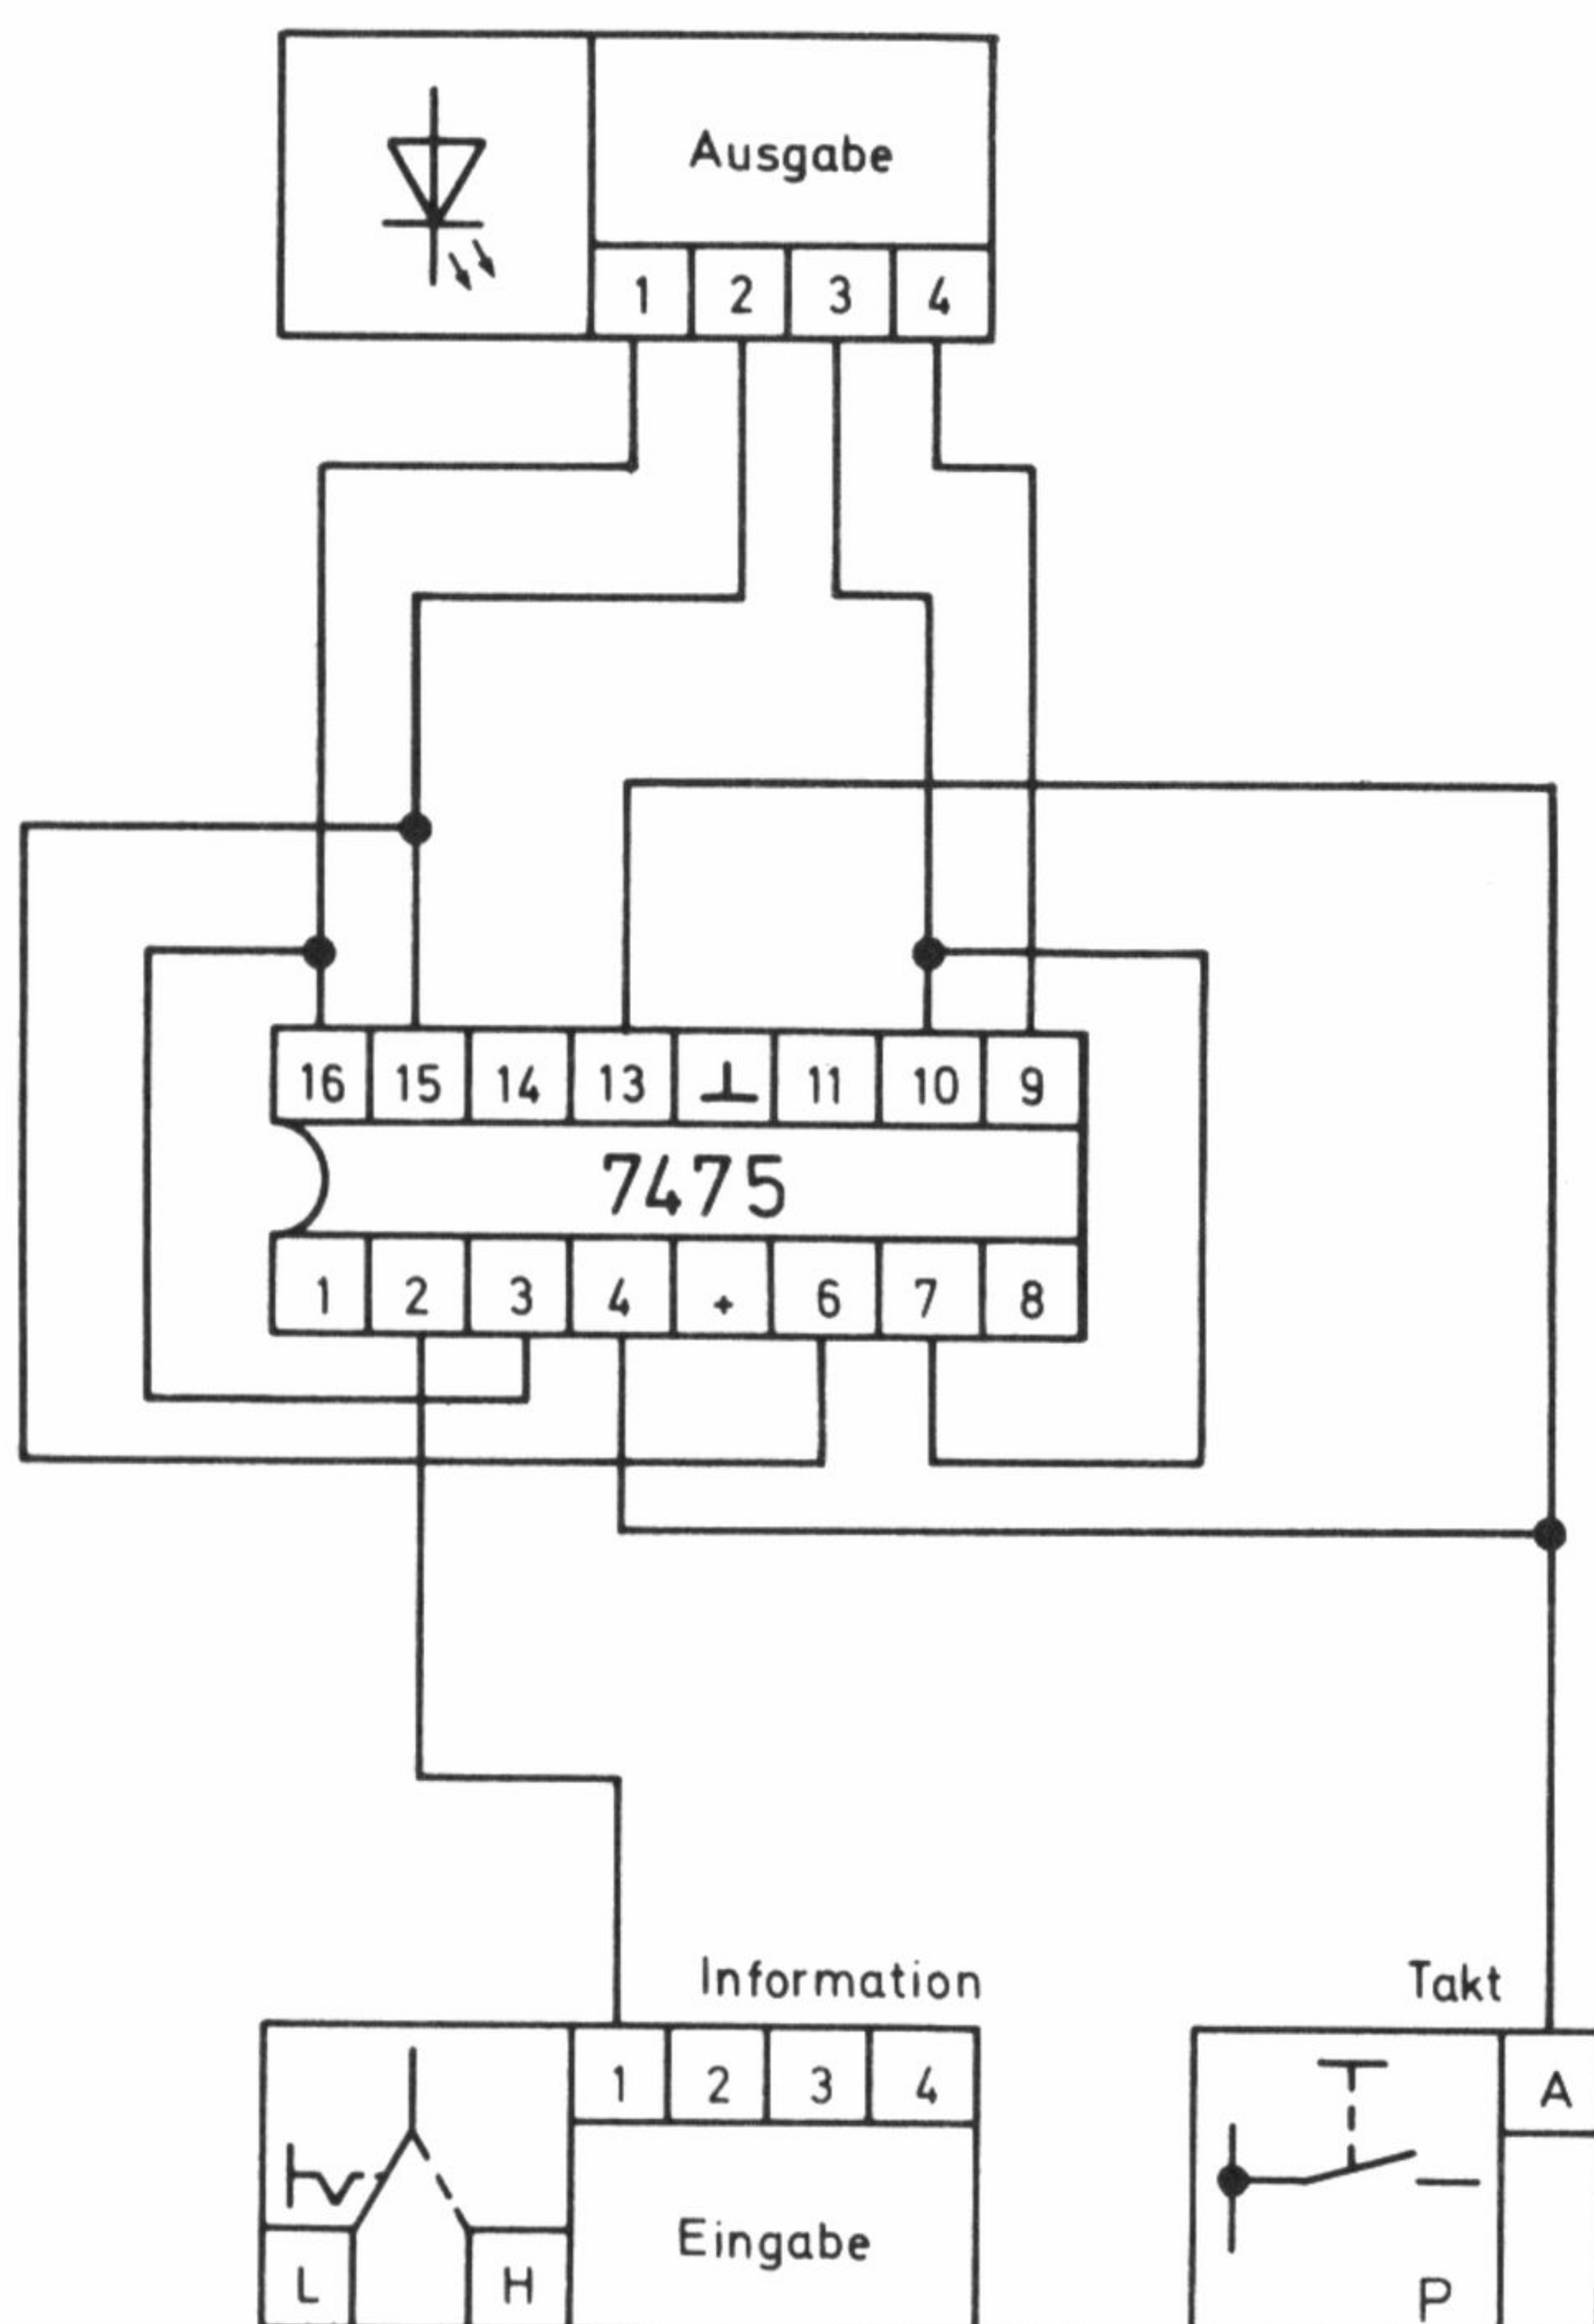 Ausgabe
1 2 3 4
16 15 14 13 ⊥ 11 10 9
7475
1 2 3 4 + 6 7 8
Information Takt
1 2 3 4 A
Eingabe
L H P